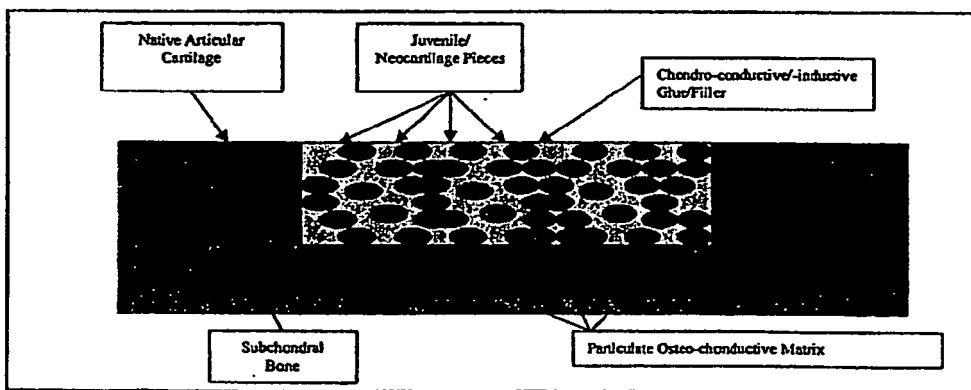 Native Articular
Cartilage
Juvenile/
Neocartilage Pieces
Chondro-conductive/-inductive
Glue/Filler
Subchondral
Bone
Particulate Osteo-chonductive Matrix